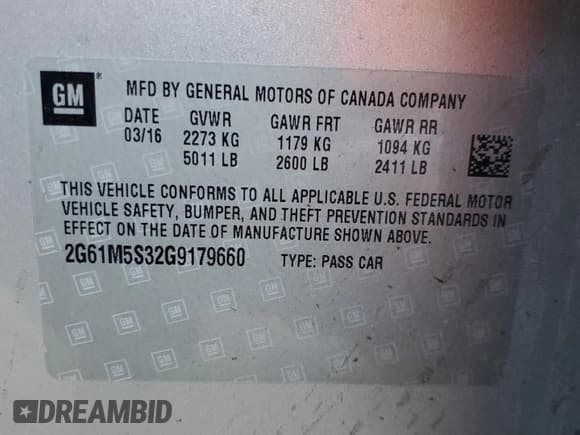 GM ® MFD BY GENERAL MOTORS OF CANADA COMPANY
DATE GVWR GAWR FRT GAWR RR
03/16 2273 KG 1179 KG 1094 KG
5011 LB 2600 LB 2411 LB
THIS VEHICLE CONFORMS TO ALL APPLICABLE U.S. FEDERAL MOTOR
VEHICLE SAFETY, BUMPER, AND THEFT PREVENTION STANDARDS IN
EFFECT ON THE DATE OF MANUFACTURE SHOWN ABOVE.
2G61M5S32G9179660 TYPE: PASS CAR
DREAMBID